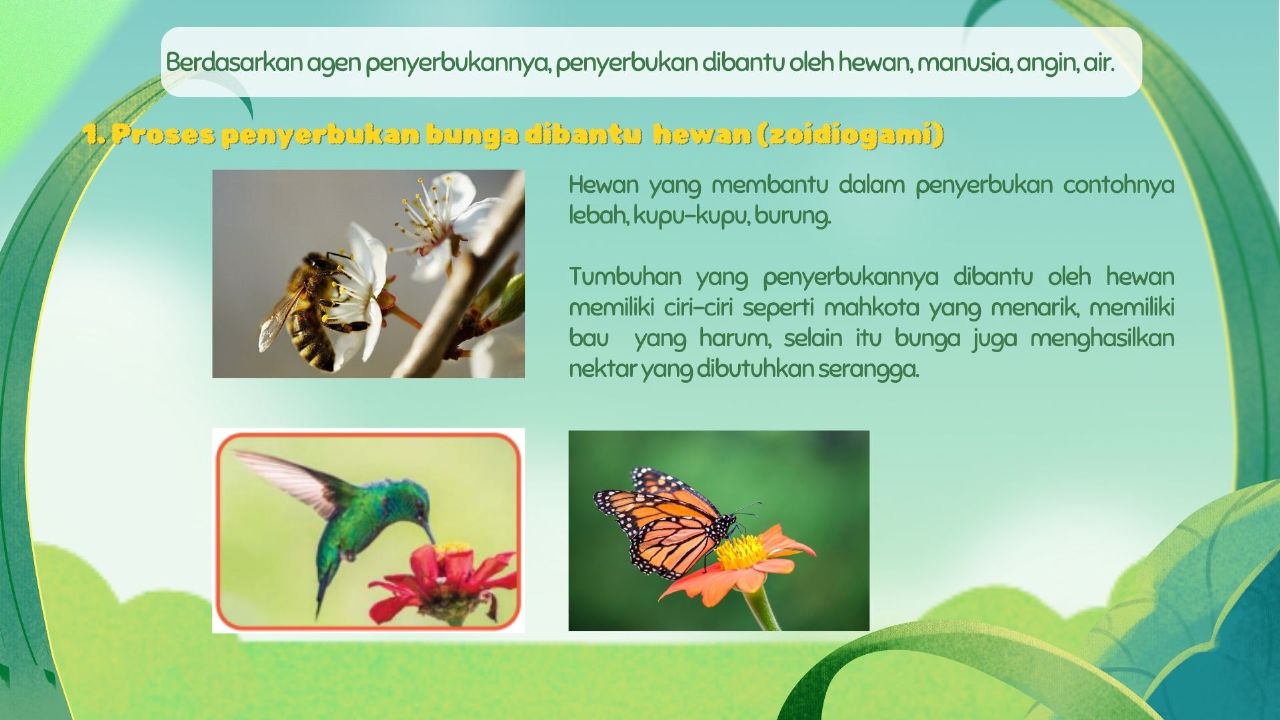 Berdasarkan agen penyerbukannya, penyerbukan dibantu oleh hewan, manusia, angin, air.
1. Proses penyerbukan bunga dibantu hewan (zoidiogami)
Hewan yang membantu dalam penyerbukan contohnya
lebah, kupu-kupu, burung.
Tumbuhan yang penyerbukannya dibantu oleh hewan
memiliki ciri-ciri seperti mahkota yang menarik, memiliki
bau yang harum, selain itu bunga juga menghasilkan
nektar yang dibutuhkan serangga.